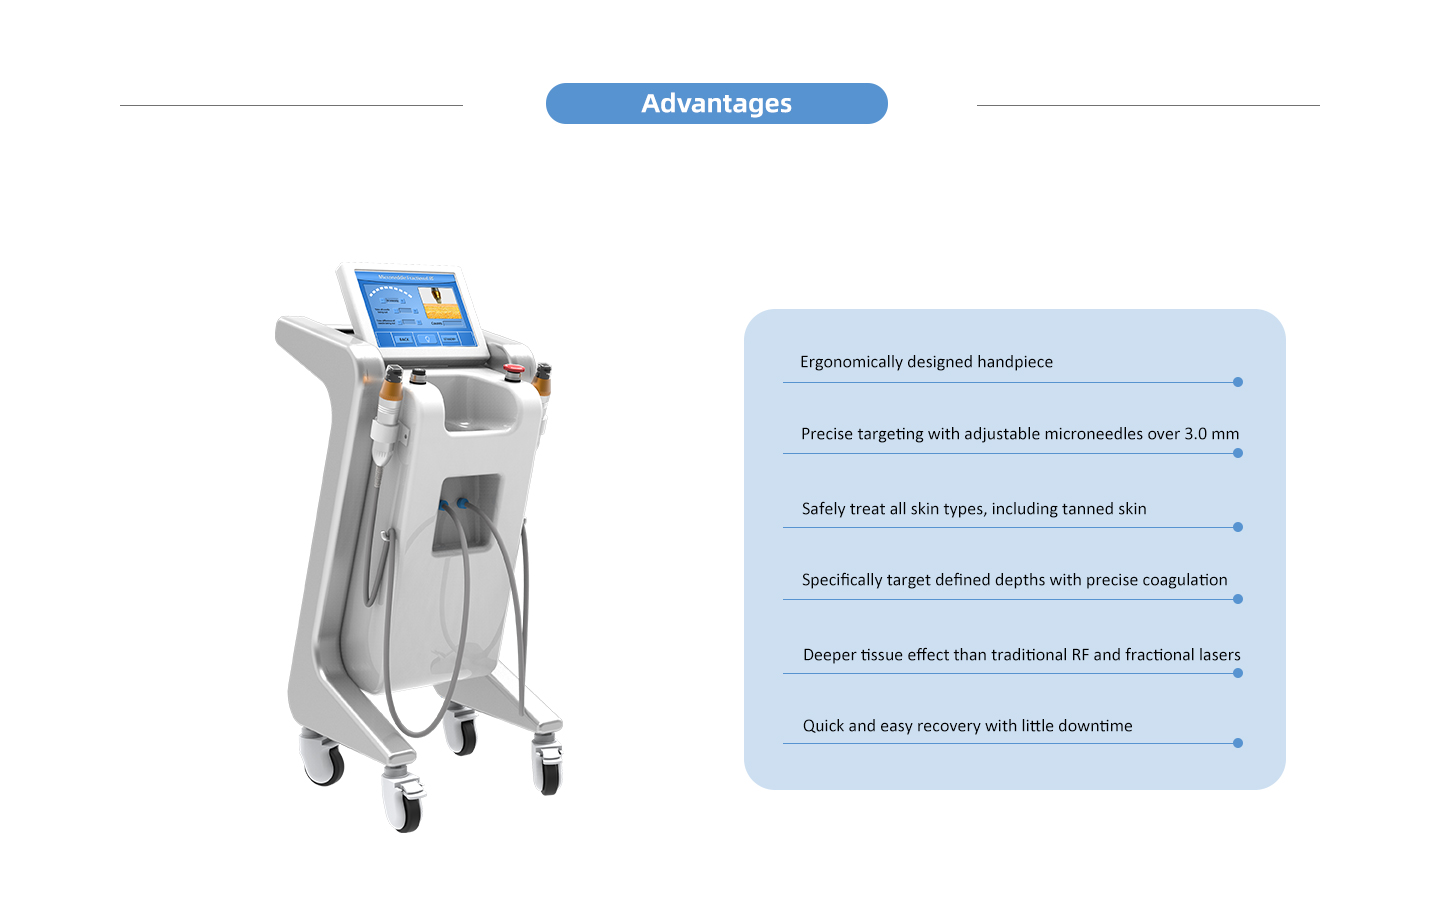 Advantages
Microneedle Fractional RF
BACK
Ergonomically designed handpiece
Precise targeting with adjustable microneedles over 3.0 mm
Safely treat all skin types, including tanned skin
Specifically target defined depths with precise coagulation
Deeper tissue effect than traditional RF and fractional lasers
Quick and easy recovery with little downtime